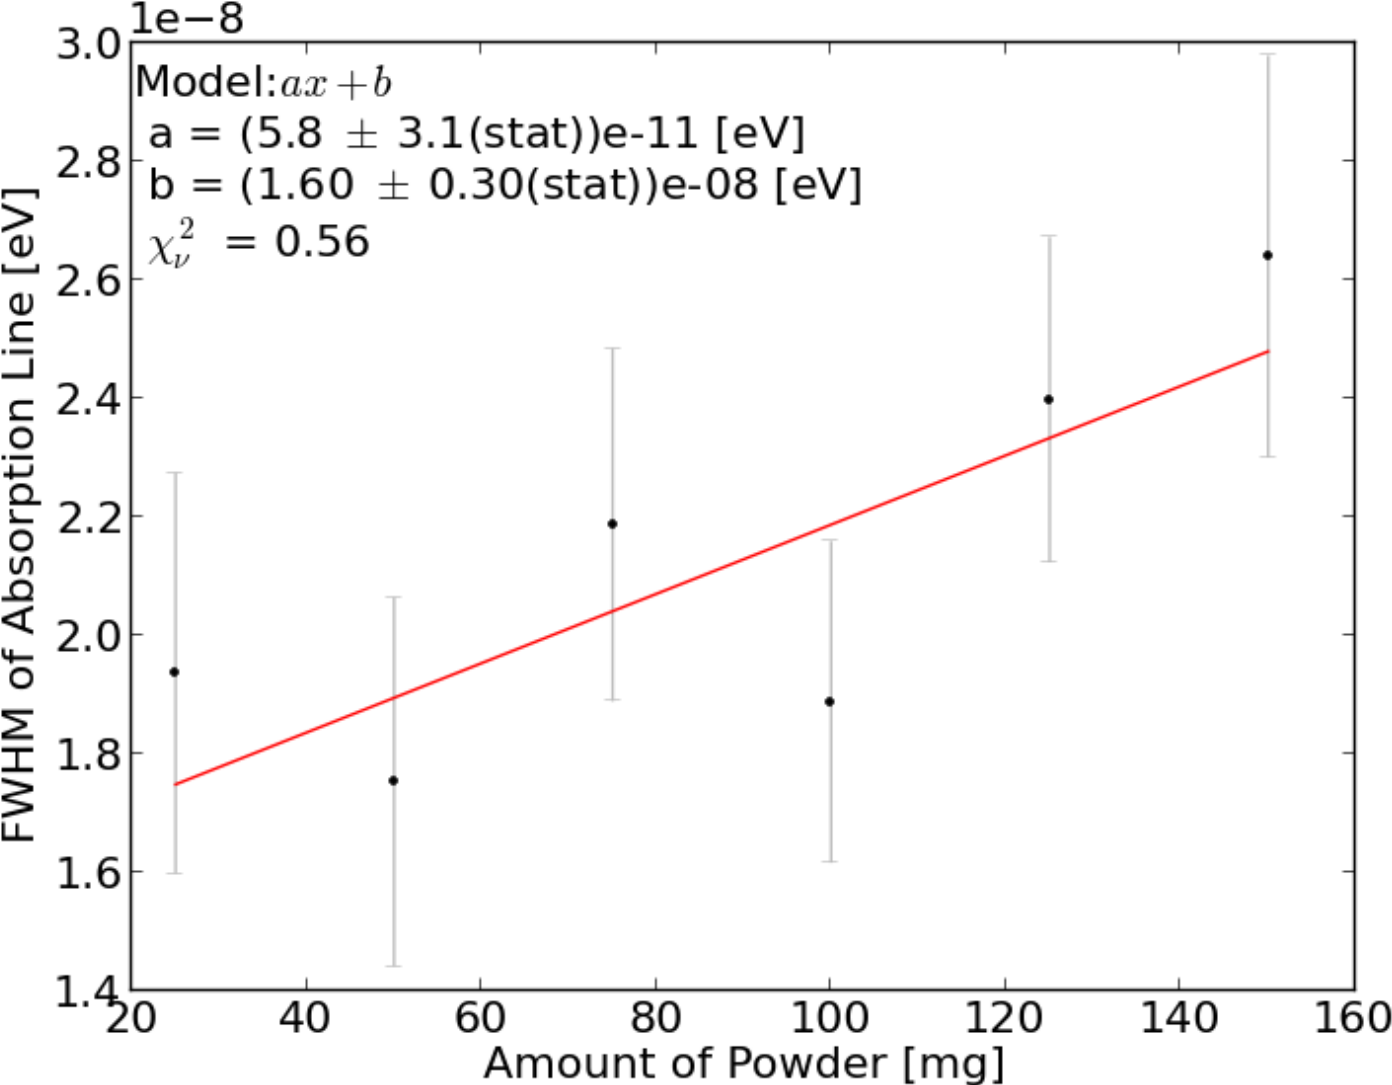 1e−8
Model:ax+b
a = (5.8 ± 3.1(stat))e-11 [eV]
b = (1.60 ± 0.30(stat))e-08 [eV]
χ²ᵥ = 0.56
FWHM of Absorption Line [eV]
3.0
2.8
2.6
2.4
2.2
2.0
1.8
1.6
1.4
20 40 60 80 100 120 140 160
Amount of Powder [mg]